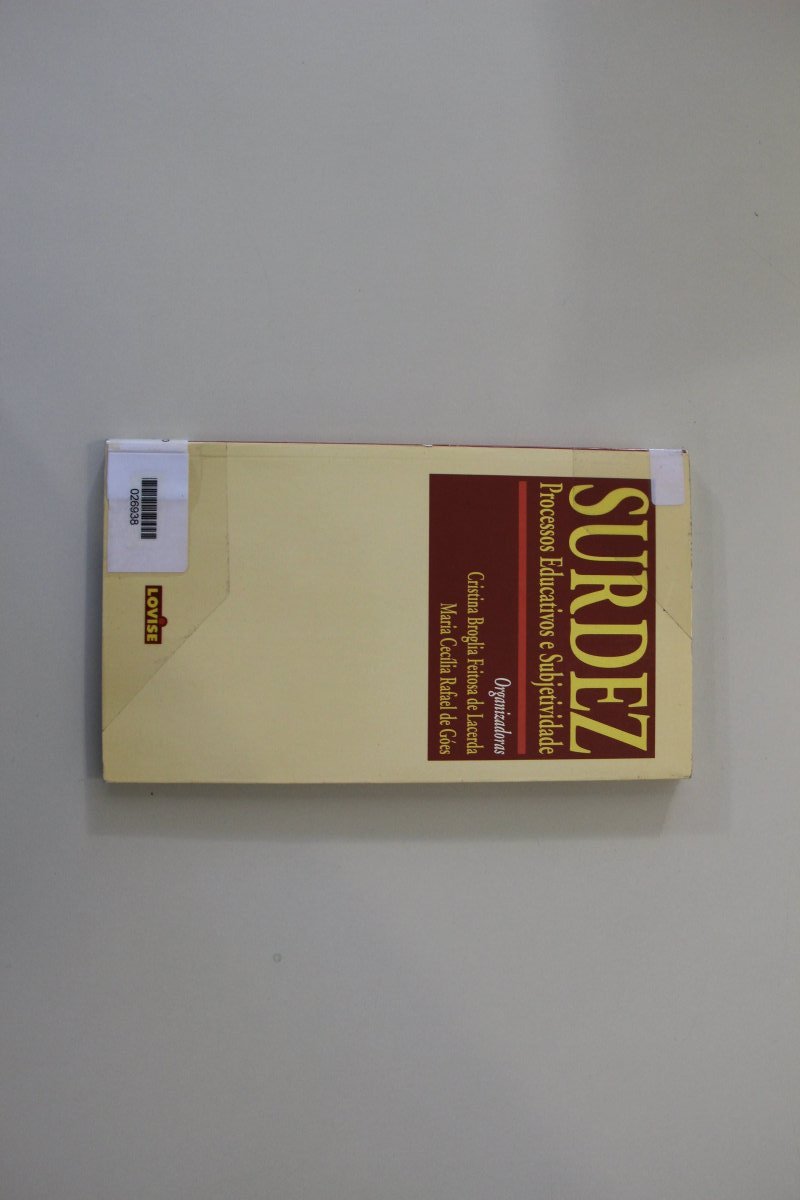 SURDEZ
Processos Educativos e Subjetividade
Organizadoras
Cristina Broglia Feitosa de Lacerda
Maria Cecília Rafael de Góes
026938
LOVISE